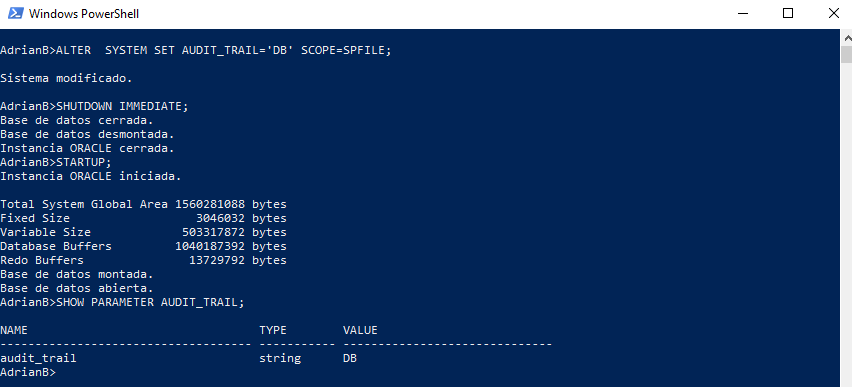 Windows PowerShell
AdrianB>ALTER  SYSTEM SET AUDIT_TRAIL='DB' SCOPE=SPFILE;
Sistema modificado.
AdrianB>SHUTDOWN IMMEDIATE;
Base de datos cerrada.
Base de datos desmontada.
Instancia ORACLE cerrada.
AdrianB>STARTUP;
Instancia ORACLE iniciada.
Total System Global Area 1560281088 bytes
Fixed Size                  3046032 bytes
Variable Size             503317872 bytes
Database Buffers         1040187392 bytes
Redo Buffers               13729792 bytes
Base de datos montada.
Base de datos abierta.
AdrianB>SHOW PARAMETER AUDIT_TRAIL;
NAME                                 TYPE        VALUE
------------------------------------ ----------- ------------------------------
audit_trail                          string      DB
AdrianB>